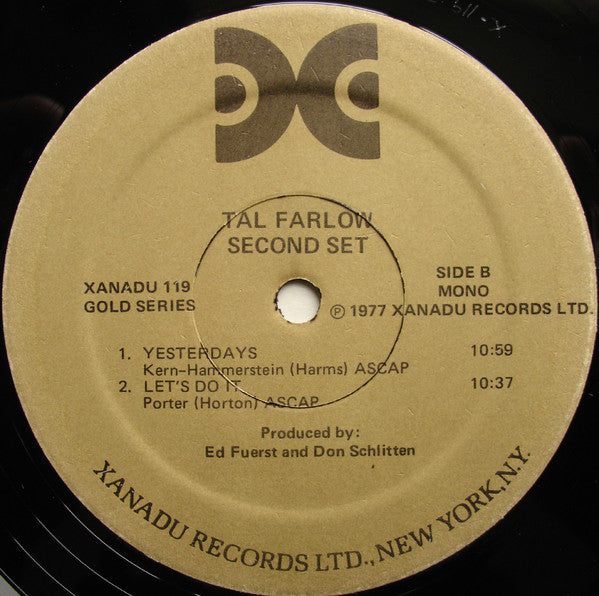 TAL FARLOW
SECOND SET
XANADU 119
GOLD SERIES
SIDE B
MONO
℗ 1977 XANADU RECORDS LTD.
1. YESTERDAYS 10:59
Kern-Hammerstein (Harms) ASCAP
2. LET'S DO IT 10:37
Porter (Horton) ASCAP
Produced by:
Ed Fuerst and Don Schlitten
XANADU RECORDS LTD., NEW YORK, N.Y.